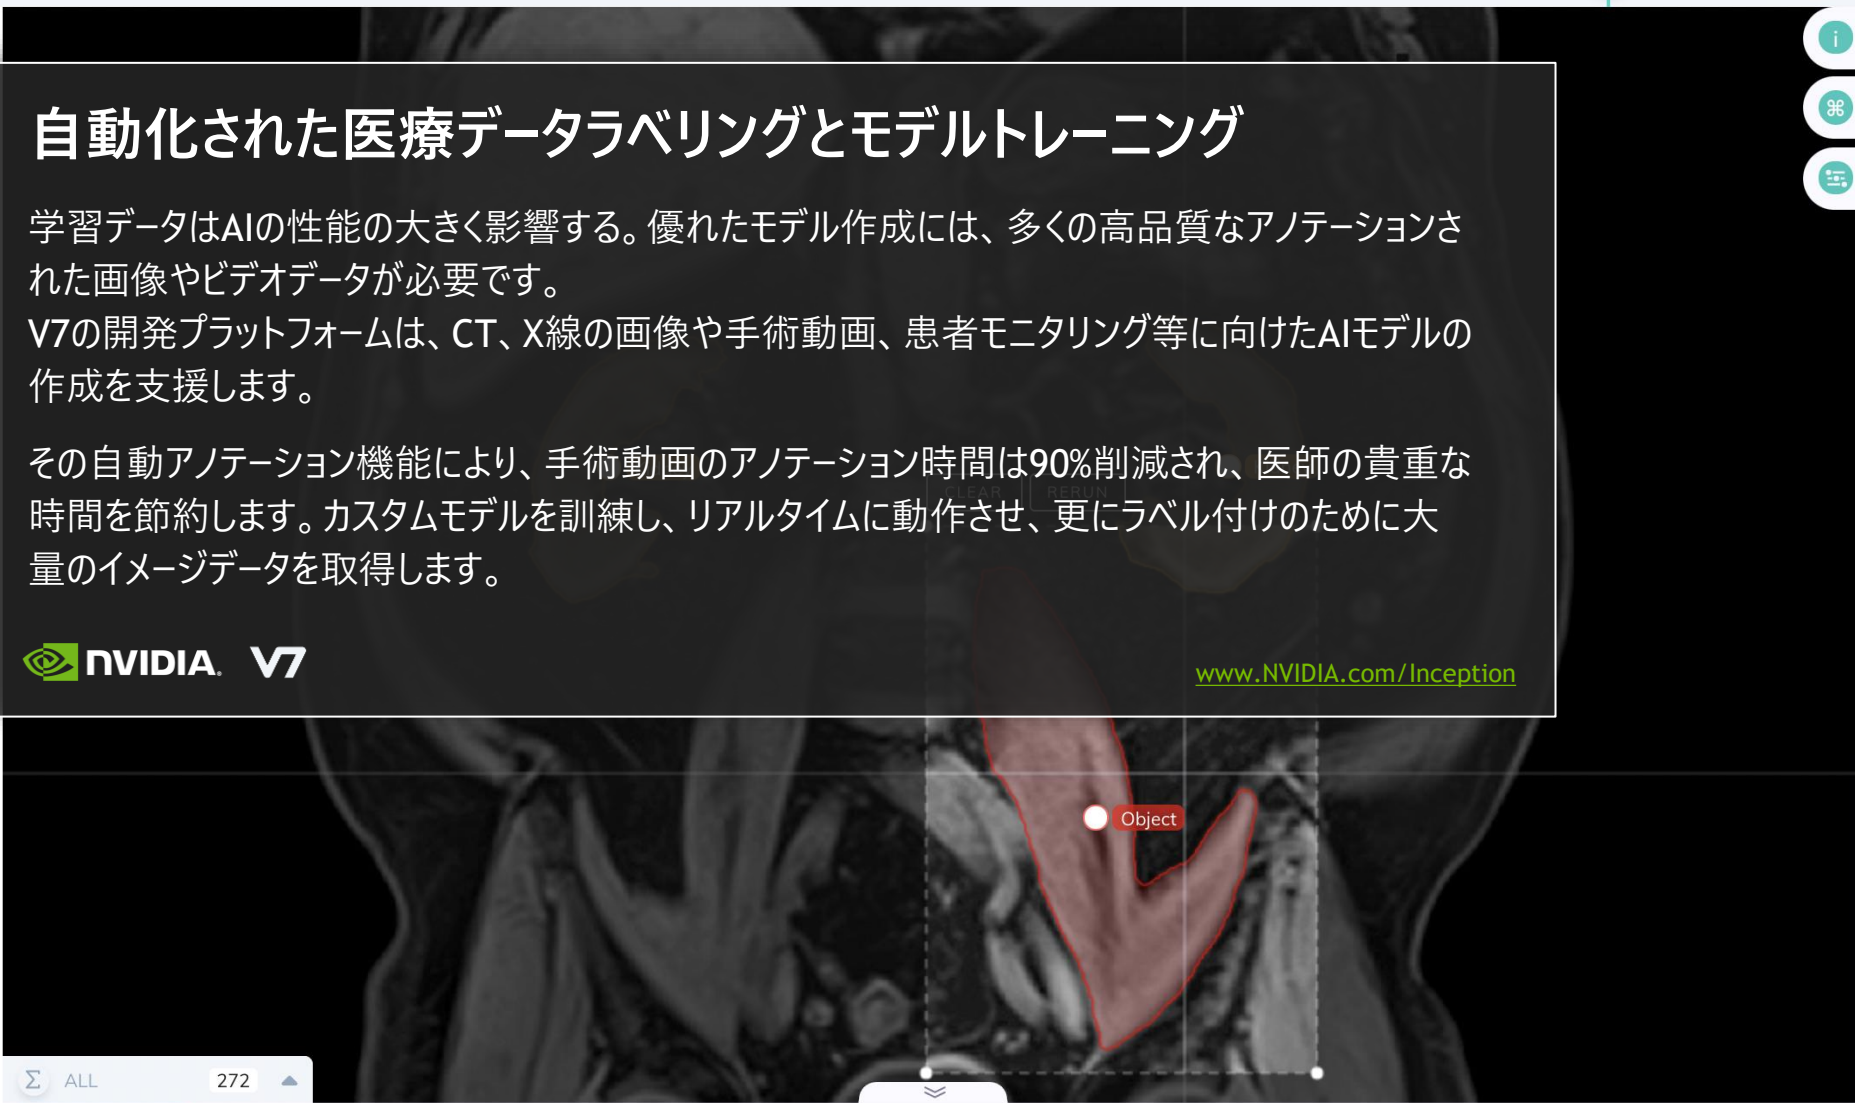 自動化された医療データラベリングとモデルトレーニング
学習データはAIの性能の大きく影響する。優れたモデル作成には、多くの高品質なアノテーションさ
れた画像やビデオデータが必要です。
V7の開発プラットフォームは、CT、X線の画像や手術動画、患者モニタリング等に向けたAIモデルの
作成を支援します。
その自動アノテーション機能により、手術動画のアノテーション時間は90%削減され、医師の貴重な
CLEAR RERUN
時間を節約します。カスタムモデルを訓練し、リアルタイムに動作させ、更にラベル付けのために大
量のイメージデータを取得します。
NVIDIA. V7
www.NVIDIA.com/Inception
Object
Σ ALL 272